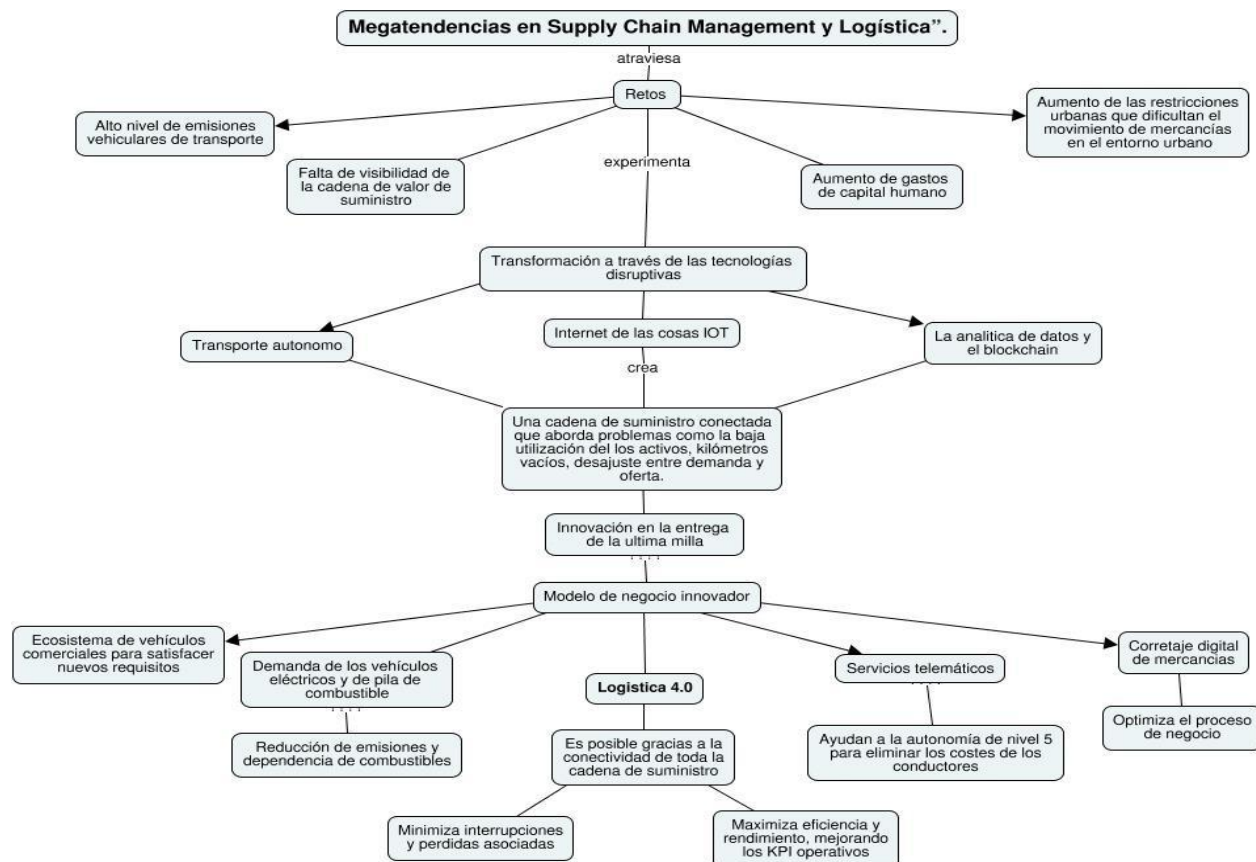 Megatendencias en Supply Chain Management y Logística”.
atraviesa
Retos
Alto nivel de emisiones
vehiculares de transporte
Falta de visibilidad de
la cadena de valor de
suministro
experimenta
Aumento de gastos
de capital humano
Aumento de las restricciones
urbanas que dificultan el
movimiento de mercancías
en el entorno urbano
Transformación a través de las tecnologías
disruptivas
Transporte autonomo
Internet de las cosas IOT
La analitica de datos y
el blockchain
crea
Una cadena de suministro conectada
que aborda problemas como la baja
utilización del los activos, kilómetros
vacíos, desajuste entre demanda y
oferta.
Innovación en la entrega
de la ultima milla
Modelo de negocio innovador
Ecosistema de vehículos
comerciales para satisfacer
nuevos requisitos
Demanda de los vehículos
eléctricos y de pila de
combustible
Logistica 4.0
Servicios telemáticos
Corretaje digital
de mercancias
Reducción de emisiones y
dependencia de combustibles
Es posible gracias a la
conectividad de toda la
cadena de suministro
Ayudan a la autonomía de nivel 5
para eliminar los costes de los
conductores
Optimiza el proceso
de negocio
Minimiza interrupciones
y perdidas asociadas
Maximiza eficiencia y
rendimiento, mejorando
los KPI operativos